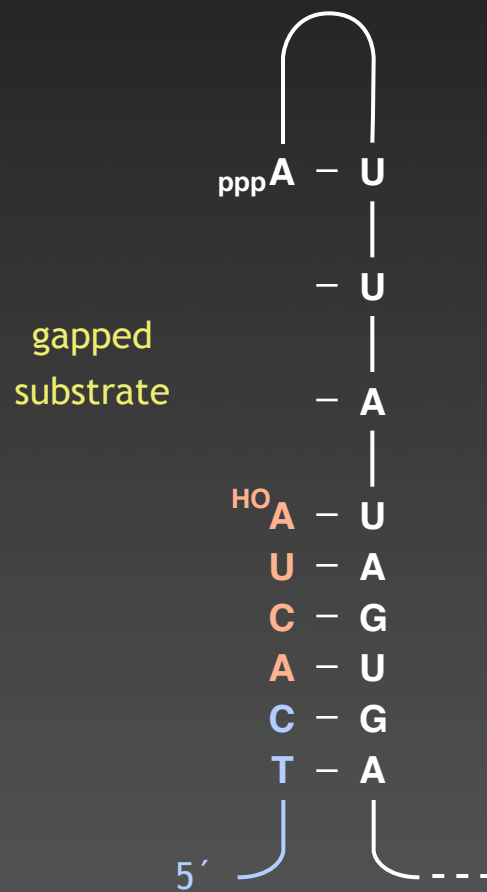 pppA – U
– U
gapped
substrate
– A
HOA – U
U – A
C – G
A – U
C – G
T – A
5´